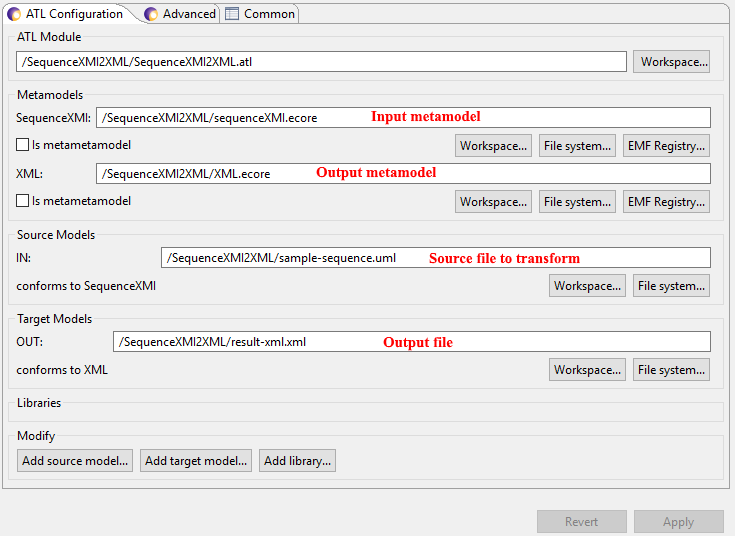 ATL Configuration Advanced Common
ATL Module
/SequenceXMI2XML/SequenceXMI2XML.atl Workspace...
Metamodels
SequenceXMI: /SequenceXMI2XML/sequenceXMI.ecore Input metamodel
Is metametamodel Workspace... File system... EMF Registry...
XML: /SequenceXMI2XML/XML.ecore Output metamodel
Is metametamodel Workspace... File system... EMF Registry...
Source Models
IN: /SequenceXMI2XML/sample-sequence.uml Source file to transform
conforms to SequenceXMI Workspace... File system...
Target Models
OUT: /SequenceXMI2XML/result-xml.xml Output file
conforms to XML Workspace... File system...
Libraries
Modify
Add source model... Add target model... Add library...
Revert Apply